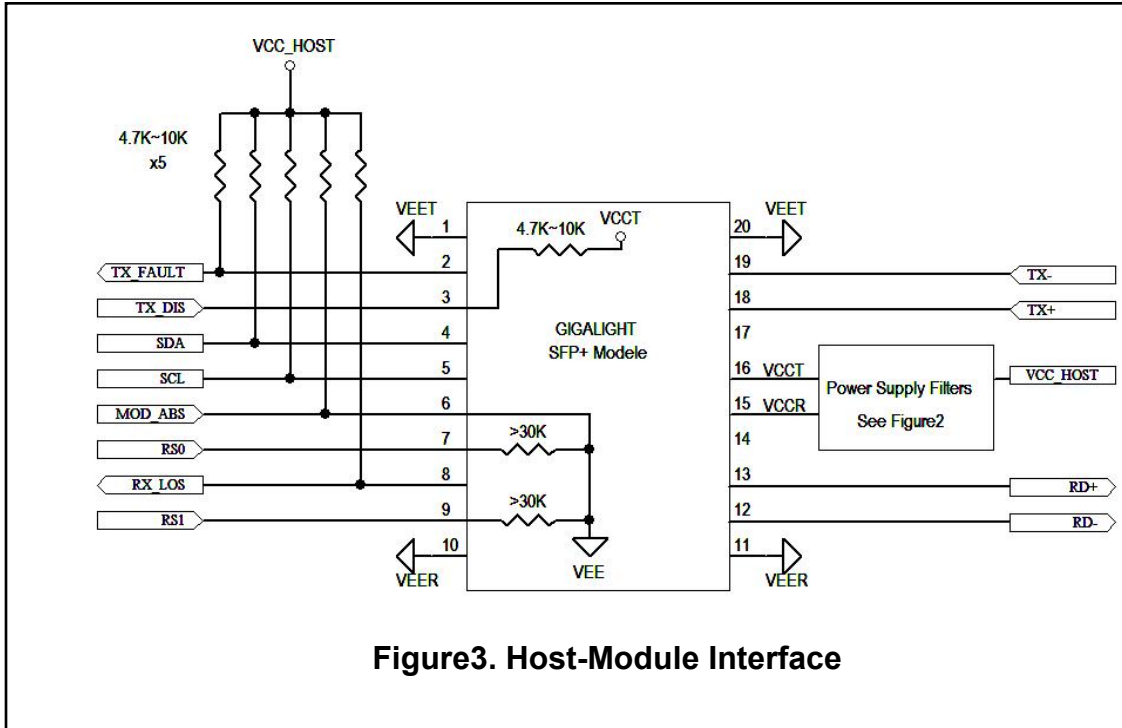 VCC_HOST
4.7K~10K
x5
VEET
1
4.7K~10K
VCCT
20
VEET
TX_FAULT
2
19
TX-
TX_DIS
3
18
TX+
SDA
4
GIGALIGHT
SFP+ Modele
17
SCL
5
16
VCCT
Power Supply Filters
See Figure2
VCC_HOST
MOD_ABS
6
15
VCCR
RS0
7
>30K
14
RX_LOS
8
13
RD+
RS1
9
>30K
12
RD-
VEER
10
VEE
11
VEER
Figure3. Host-Module Interface